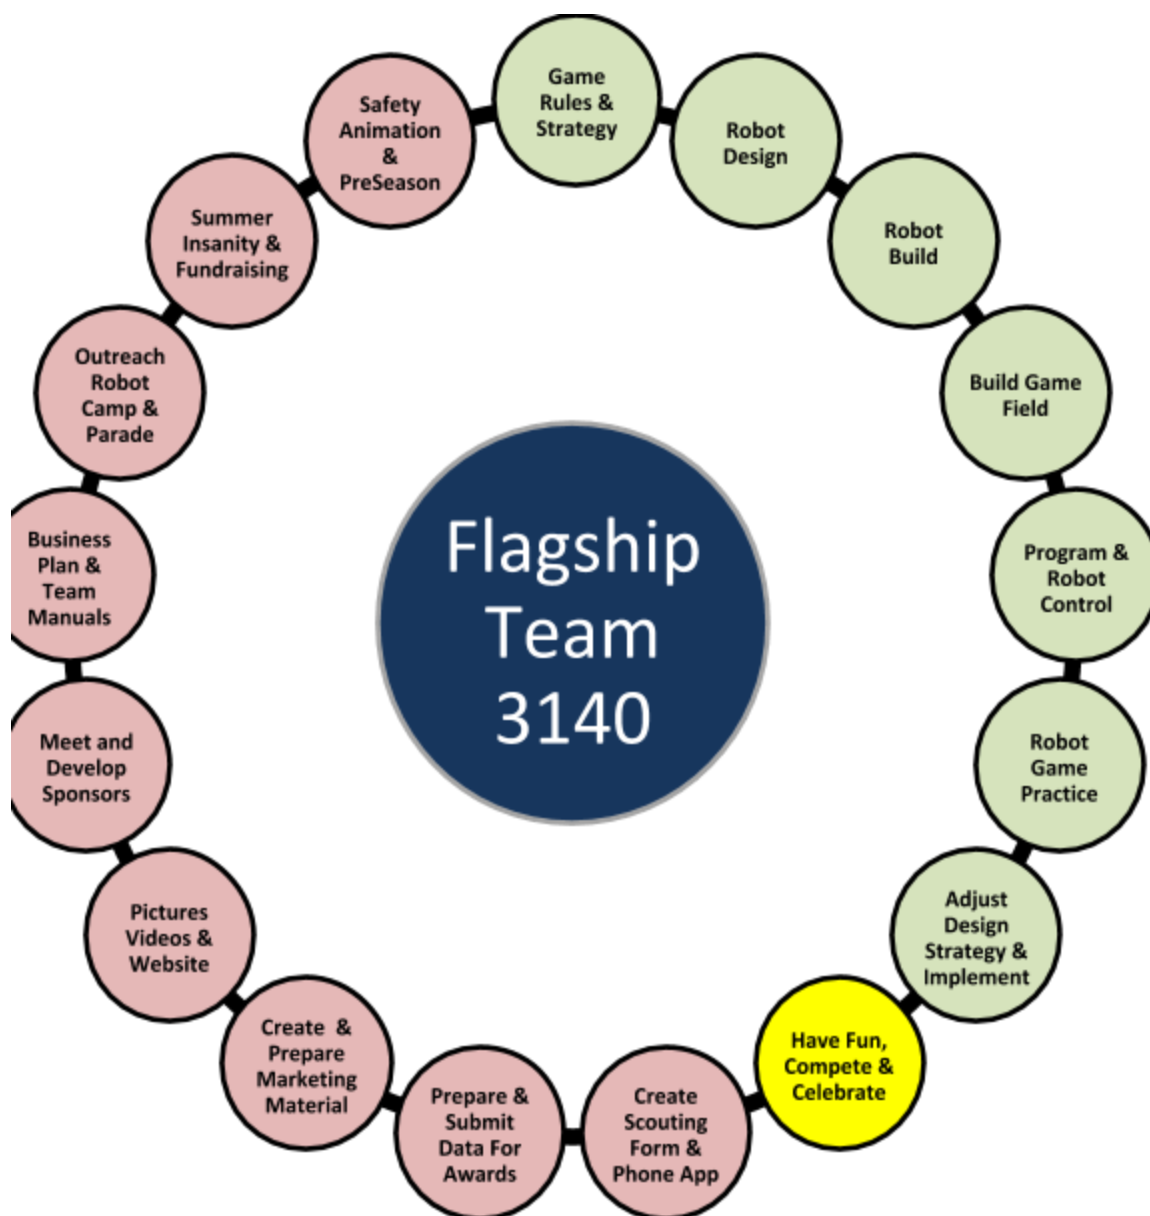 Game
Rules &
Strategy
Robot
Design
Robot
Build
Build Game
Field
Program &
Robot
Control
Robot
Game
Practice
Adjust
Design
Strategy &
Implement
Have Fun,
Compete &
Celebrate
Create
Scouting
Form &
Phone App
Prepare &
Submit
Data For
Awards
Create &
Prepare
Marketing
Material
Pictures
Videos &
Website
Meet and
Develop
Sponsors
Business
Plan &
Team
Manuals
Outreach
Robot
Camp &
Parade
Summer
Insanity &
Fundraising
Safety
Animation
&
PreSeason
Flagship
Team
3140